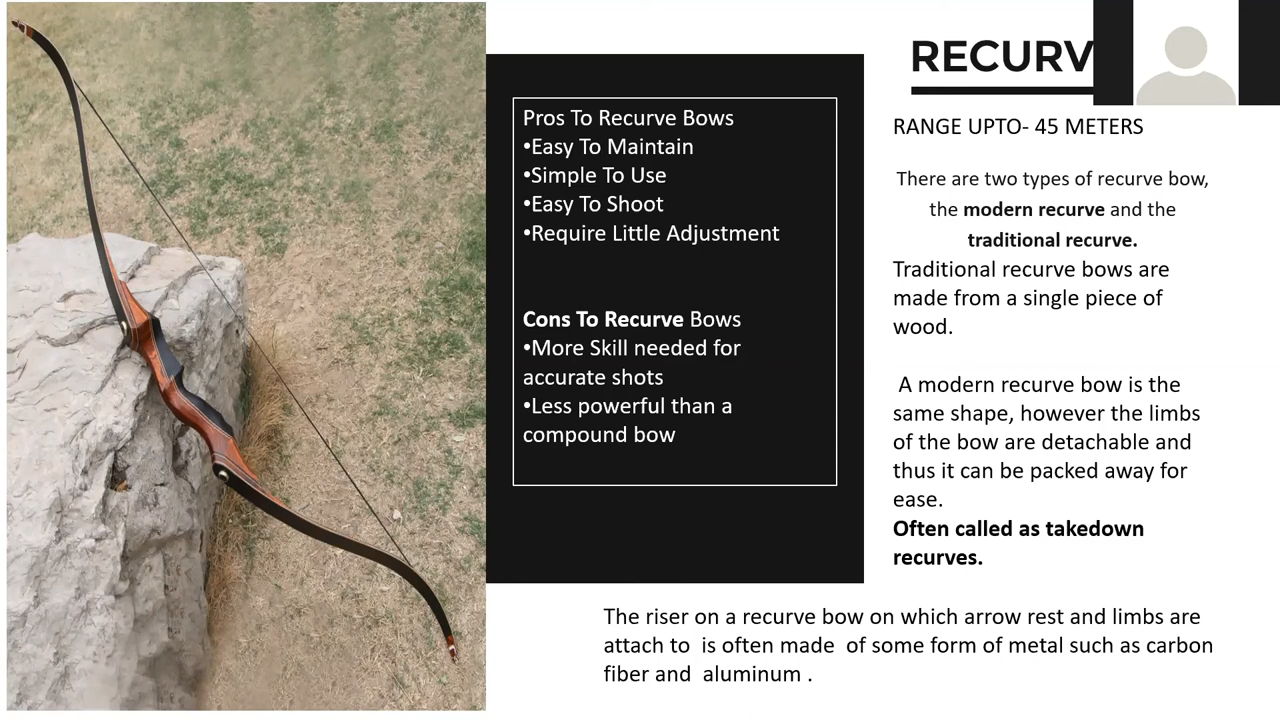 RECURV
RANGE UPTO- 45 METERS
There are two types of recurve bow,
the modern recurve and the
traditional recurve.
Traditional recurve bows are
made from a single piece of
wood.
A modern recurve bow is the
same shape, however the limbs
of the bow are detachable and
thus it can be packed away for
ease.
Often called as takedown
recurves.
Pros To Recurve Bows
•Easy To Maintain
•Simple To Use
•Easy To Shoot
•Require Little Adjustment
Cons To Recurve Bows
•More Skill needed for
accurate shots
•Less powerful than a
compound bow
The riser on a recurve bow on which arrow rest and limbs are
attach to  is often made  of some form of metal such as carbon
fiber and  aluminum .